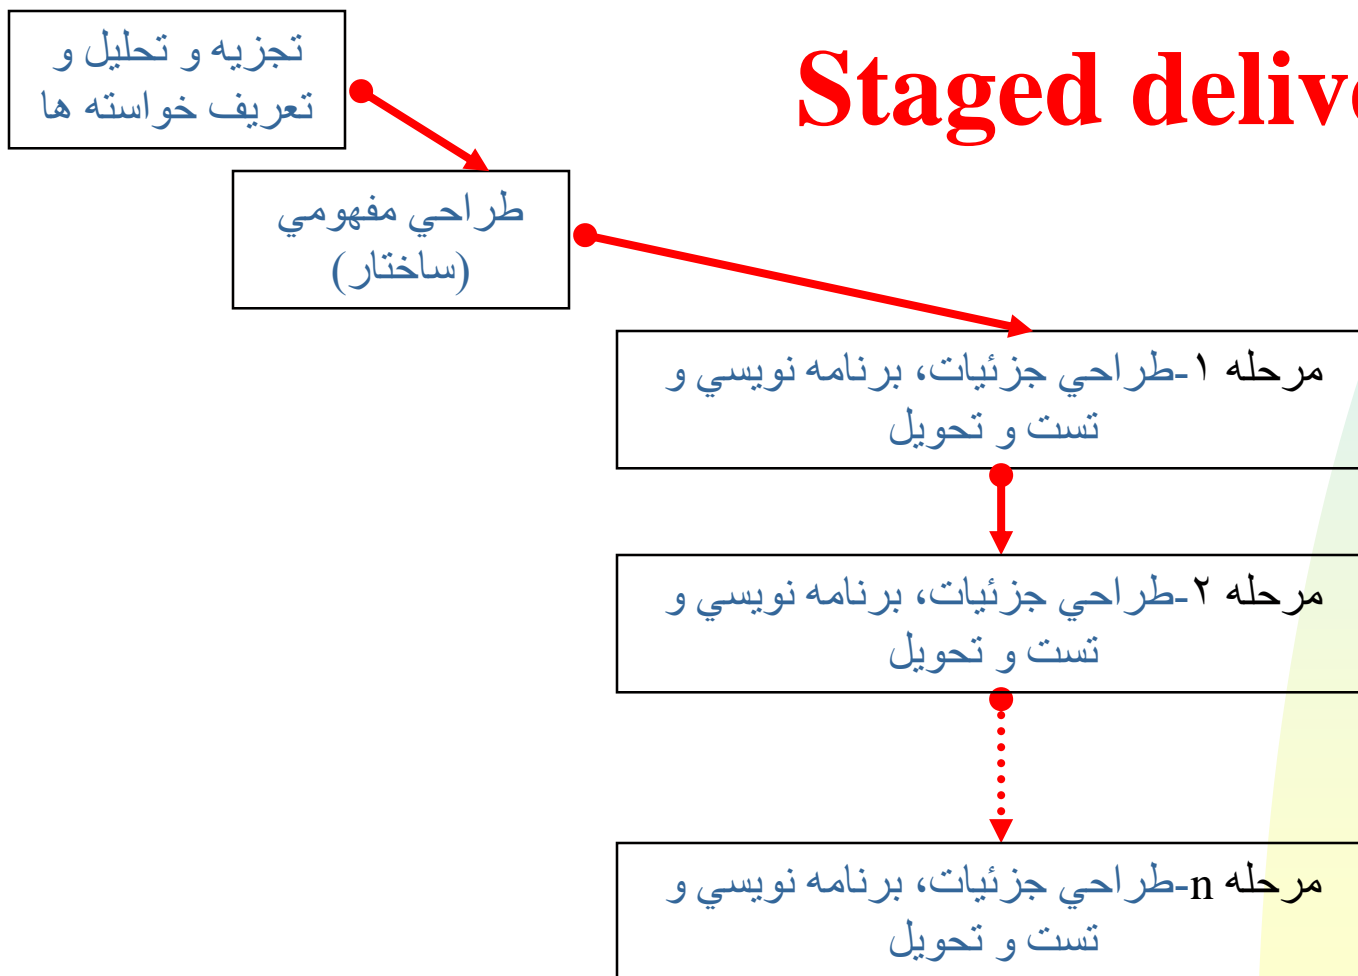 Staged delive
تجزيه و تحليل و
تعريف خواسته ها
طراحي مفهومي
(ساختار)
مرحله ۱-طراحي جزئيات، برنامه نويسي و
تست و تحويل
مرحله ۲-طراحي جزئيات، برنامه نويسي و
تست و تحويل
مرحله n-طراحي جزئيات، برنامه نويسي و
تست و تحويل